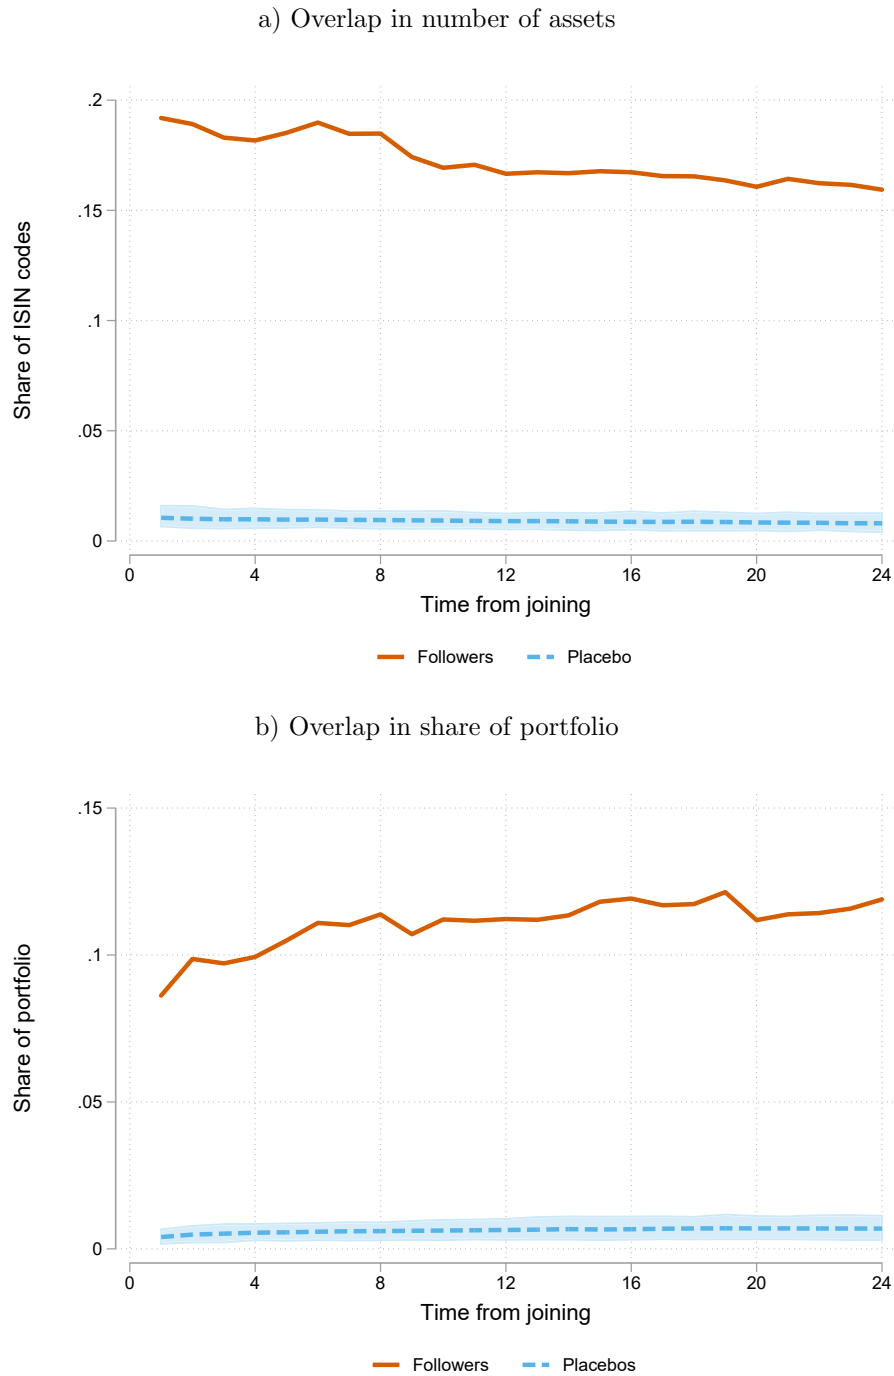 a) Overlap in number of assets
.2
.15
.1
.05
0
Share of ISIN codes
0 4 8 12 16 20 24
Time from joining
Followers Placebo
b) Overlap in share of portfolio
.15
.1
.05
0
Share of portfolio
0 4 8 12 16 20 24
Time from joining
Followers Placebos